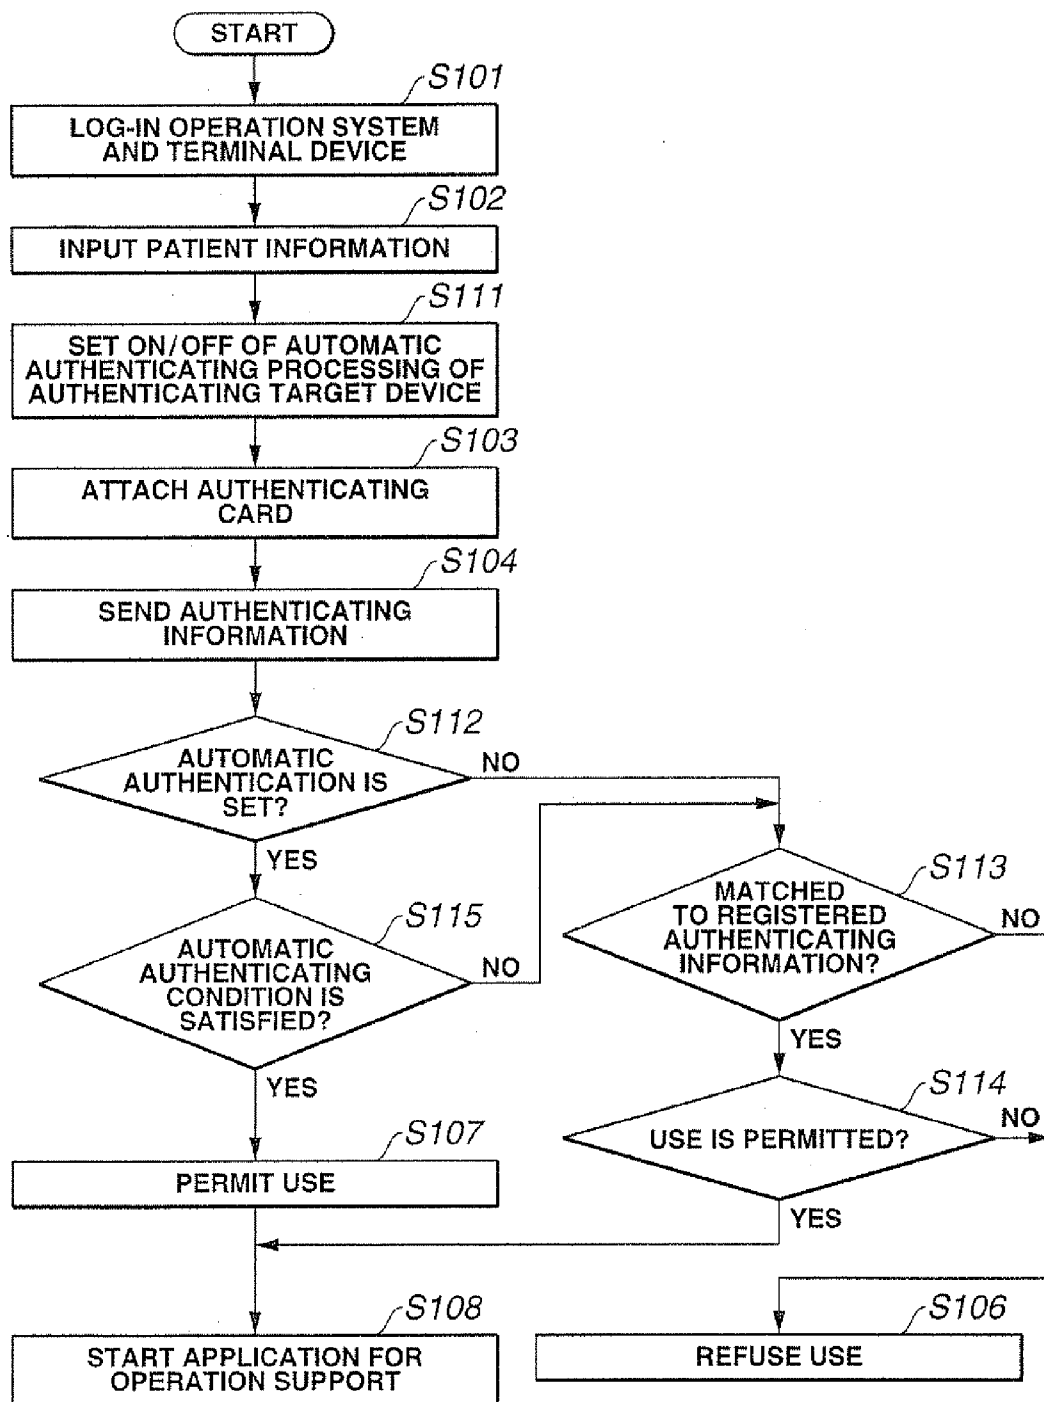 START
S101
LOG-IN OPERATION SYSTEM
AND TERMINAL DEVICE
S102
INPUT PATIENT INFORMATION
S111
SET ON/OFF OF AUTOMATIC
AUTHENTICATING PROCESSING OF
AUTHENTICATING TARGET DEVICE
S103
ATTACH AUTHENTICATING
CARD
S104
SEND AUTHENTICATING
INFORMATION
S112
AUTOMATIC
AUTHENTICATION IS
SET?
NO
YES
S113
MATCHED
TO REGISTERED
AUTHENTICATING
INFORMATION?
NO
YES
S115
AUTOMATIC
AUTHENTICATING
CONDITION IS
SATISFIED?
NO
YES
S114
USE IS PERMITTED?
NO
YES
S107
PERMIT USE
S108
START APPLICATION FOR
OPERATION SUPPORT
S106
REFUSE USE